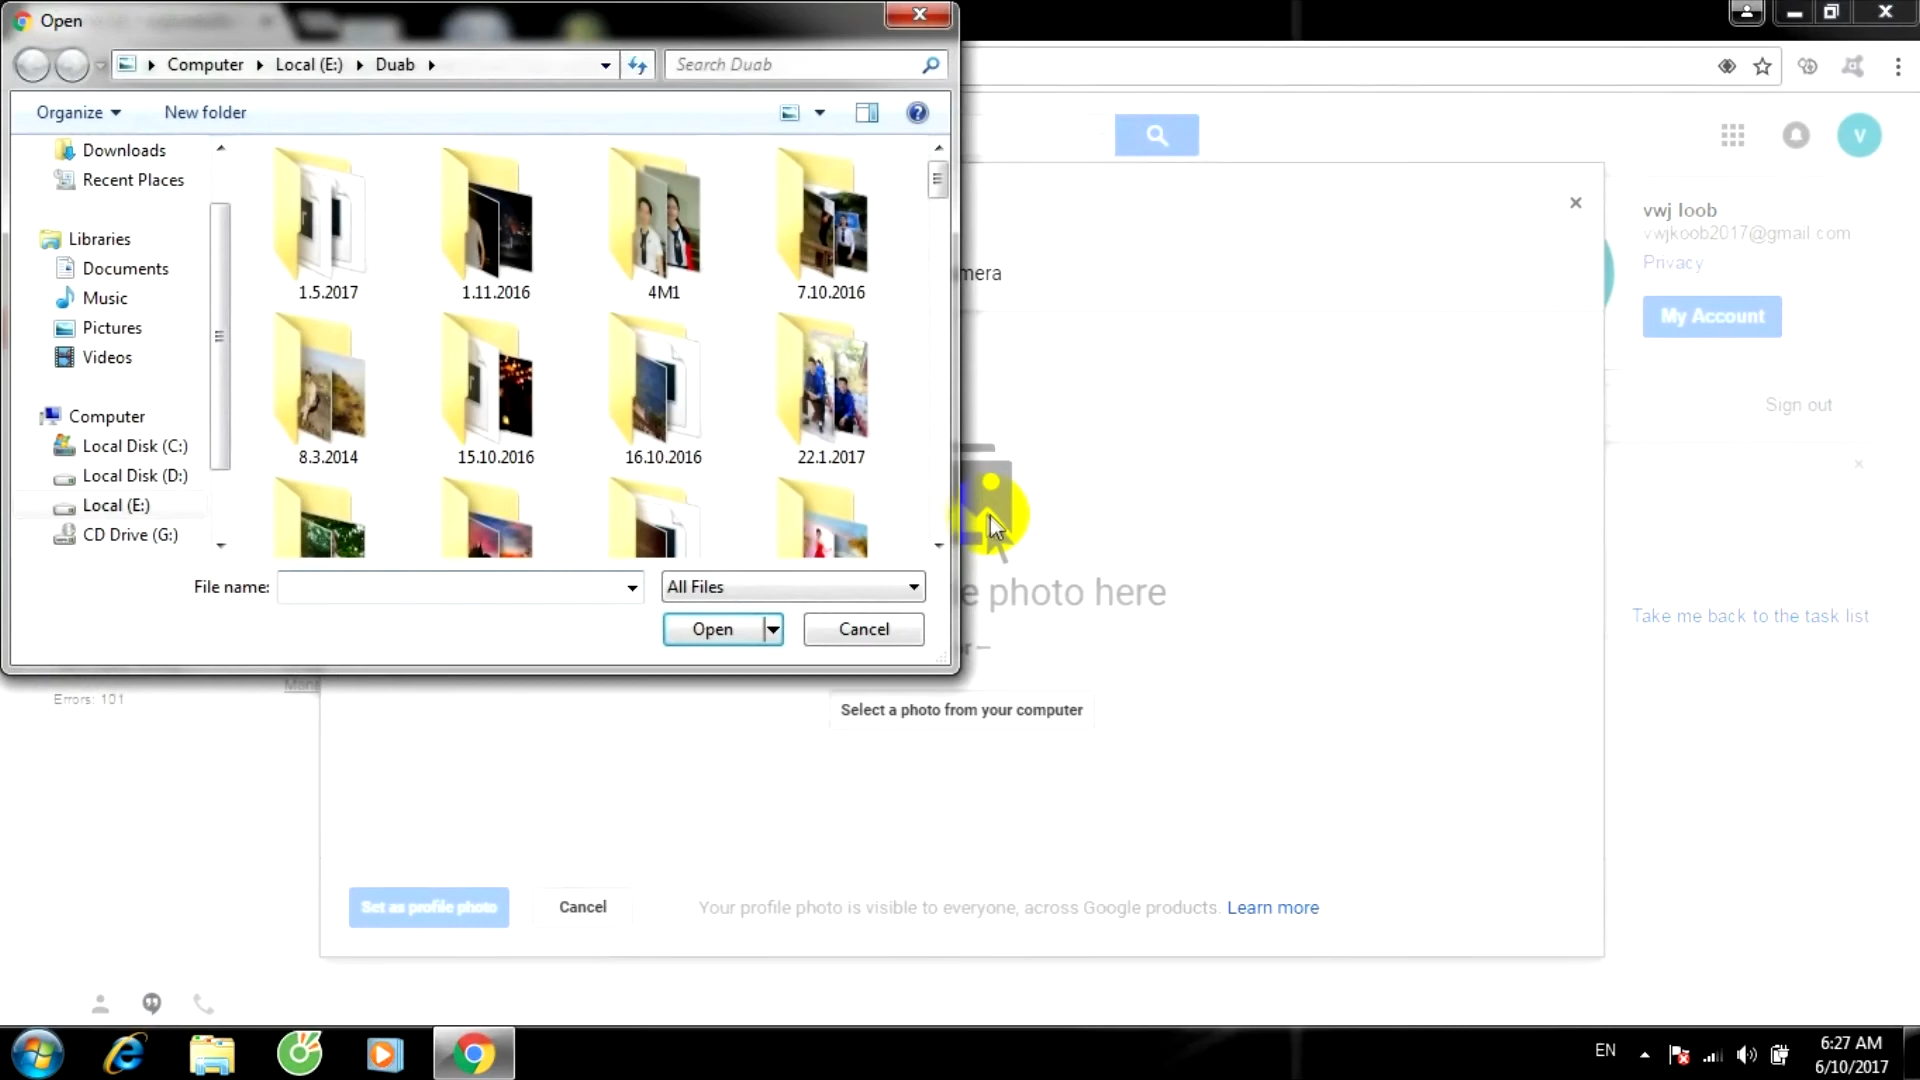 Open
Computer
Local (E:)
Duab
Search Duab
Organize
New folder
Downloads
Recent Places
Libraries
Documents
Music
Pictures
Videos
Computer
Local Disk (C:)
Local Disk (D:)
Local (E:)
CD Drive (G:)
1.5.2017
1.11.2016
4M1
7.10.2016
8.3.2014
15.10.2016
16.10.2016
22.1.2017
File name:
All Files
Open
Cancel
mera
V
vwj loob
vwjkoob2017@gmail.com
Privacy
My Account
Sign out
e photo here
Take me back to the task list
Errors: 101
Select a photo from your computer
Set as profile photo
Cancel
Your profile photo is visible to everyone, across Google products. Learn more
EN
6:27 AM
6/10/2017